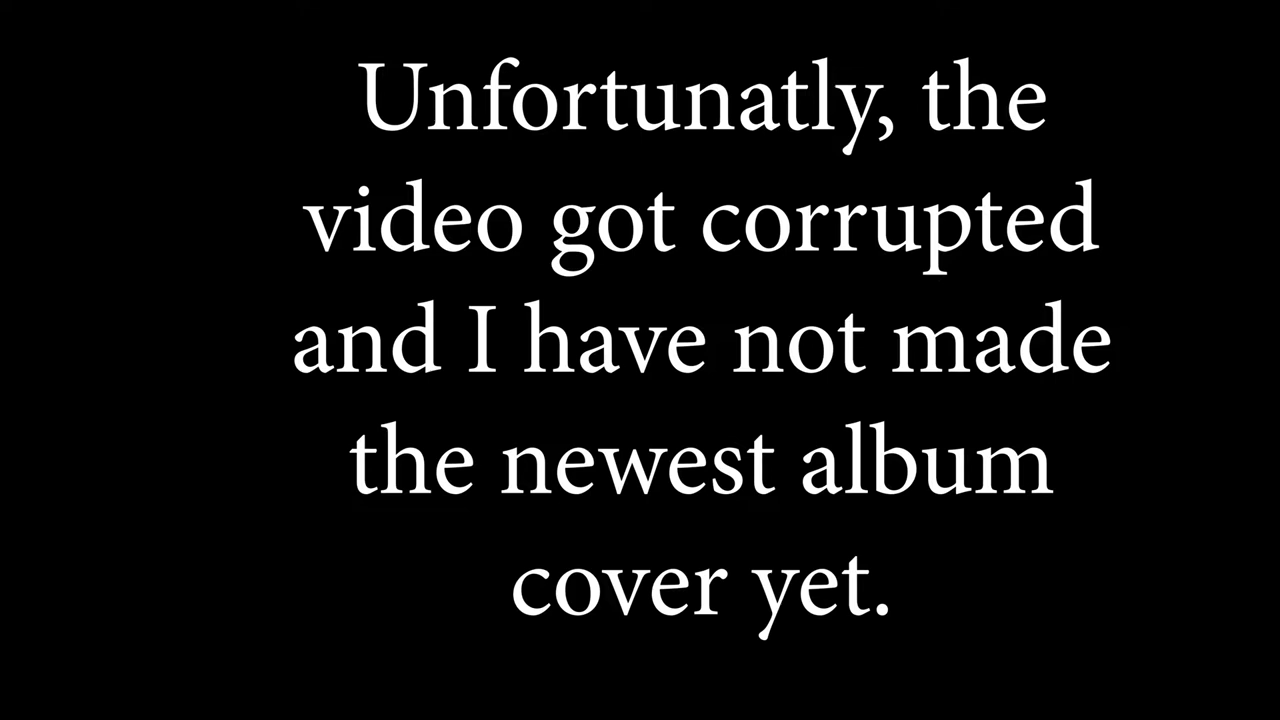 Unfortunatly, the
video got corrupted
and I have not made
the newest album
cover yet.